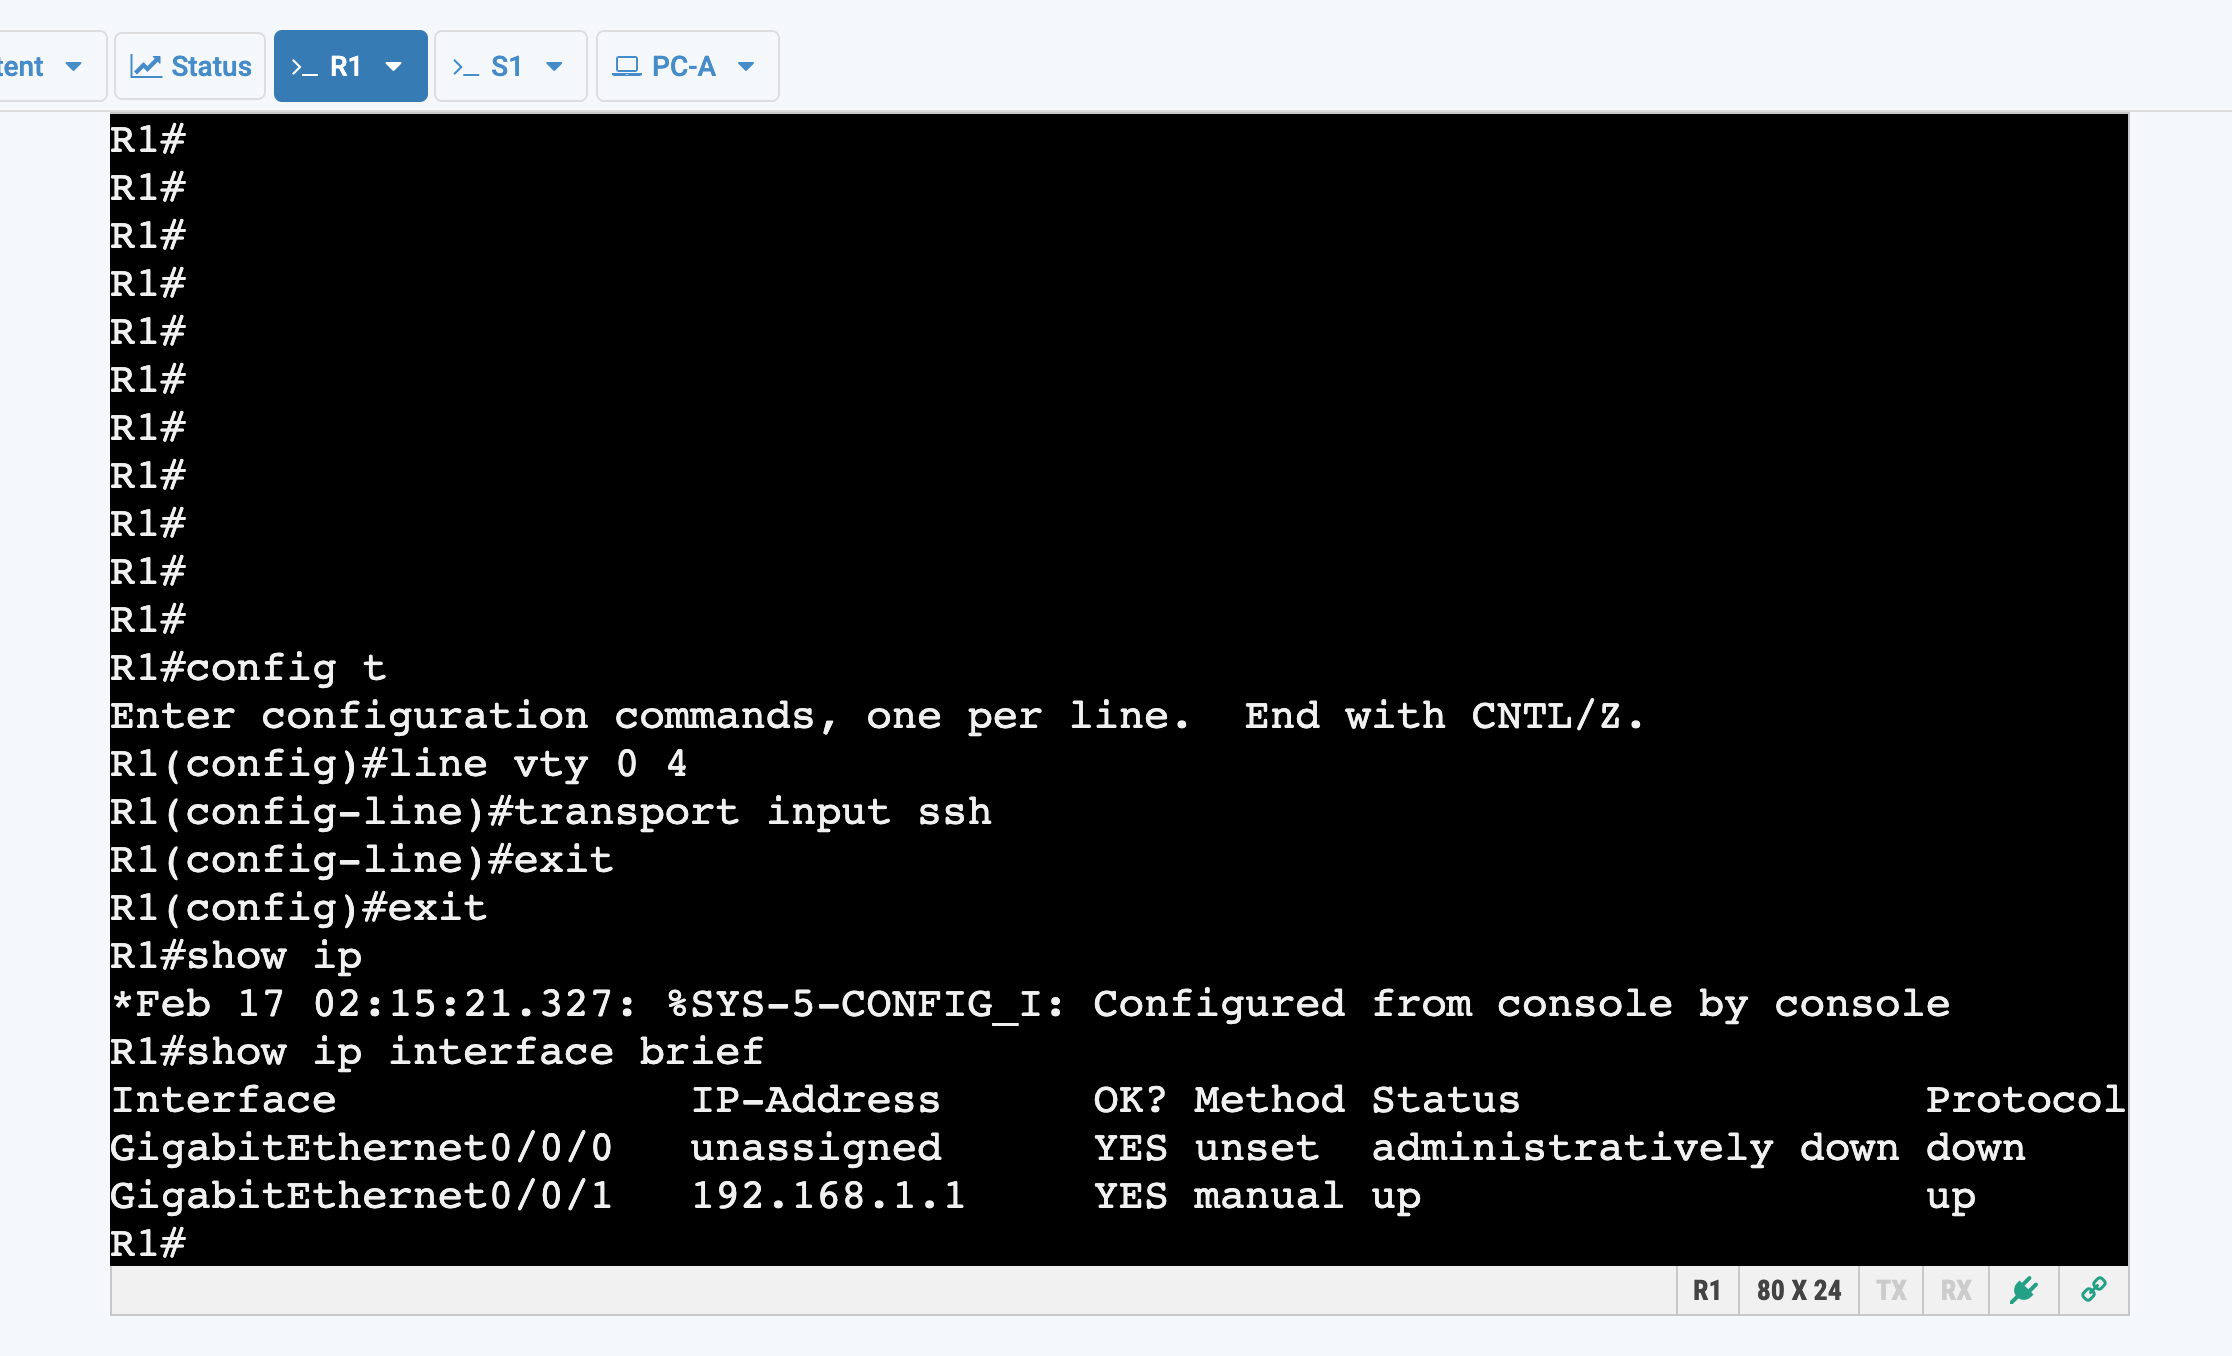 tent Status >_ R1 >_ S1 PC-A
R1#
R1#
R1#
R1#
R1#
R1#
R1#
R1#
R1#
R1#
R1#
R1#config t
Enter configuration commands, one per line.  End with CNTL/Z.
R1(config)#line vty 0 4
R1(config-line)#transport input ssh
R1(config-line)#exit
R1(config)#exit
R1#show ip
*Feb 17 02:15:21.327: %SYS-5-CONFIG_I: Configured from console by console
R1#show ip interface brief
Interface              IP-Address      OK? Method Status                Protocol
GigabitEthernet0/0/0   unassigned      YES unset  administratively down down
GigabitEthernet0/0/1   192.168.1.1     YES manual up                    up
R1#
R1 80 X 24 TX RX